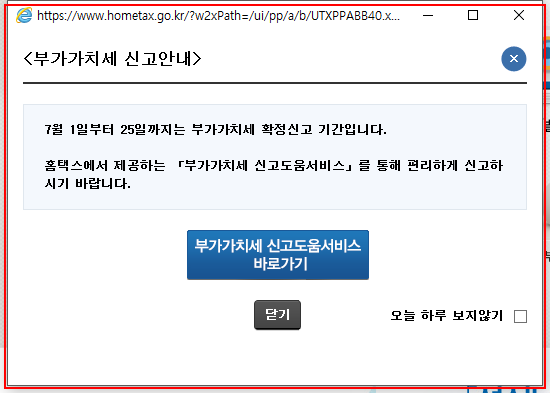 https://www.hometax.go.kr/?w2xPath=/ui/pp/a/b/UTXPPABB40.x...
<부가가치세 신고안내>
7월 1일부터 25일까지는 부가가치세 확정신고 기간입니다.
홈택스에서 제공하는 「부가가치세 신고도움서비스」를 통해 편리하게 신고하
시기 바랍니다.
부가가치세 신고도움서비스
바로가기
닫기
오늘 하루 보지않기